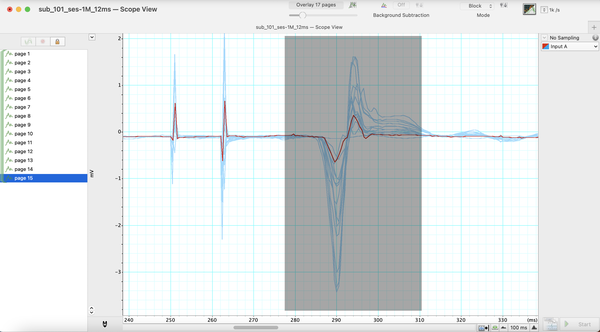 sub_101_ses-1M_12ms — Scope View
Overlay 17 pages
Off
Background Subtraction
Block
Mode
1k /s
sub_101_ses-1M_12ms — Scope View
No Sampling
Input A
page 1
page 2
page 3
page 4
page 5
page 6
page 7
page 8
page 9
page 10
page 11
page 12
page 13
page 14
page 15
2
1
0
-1
-2
-3
mV
240
250
260
270
280
290
300
310
320
330
(ms)
100 ms
Start